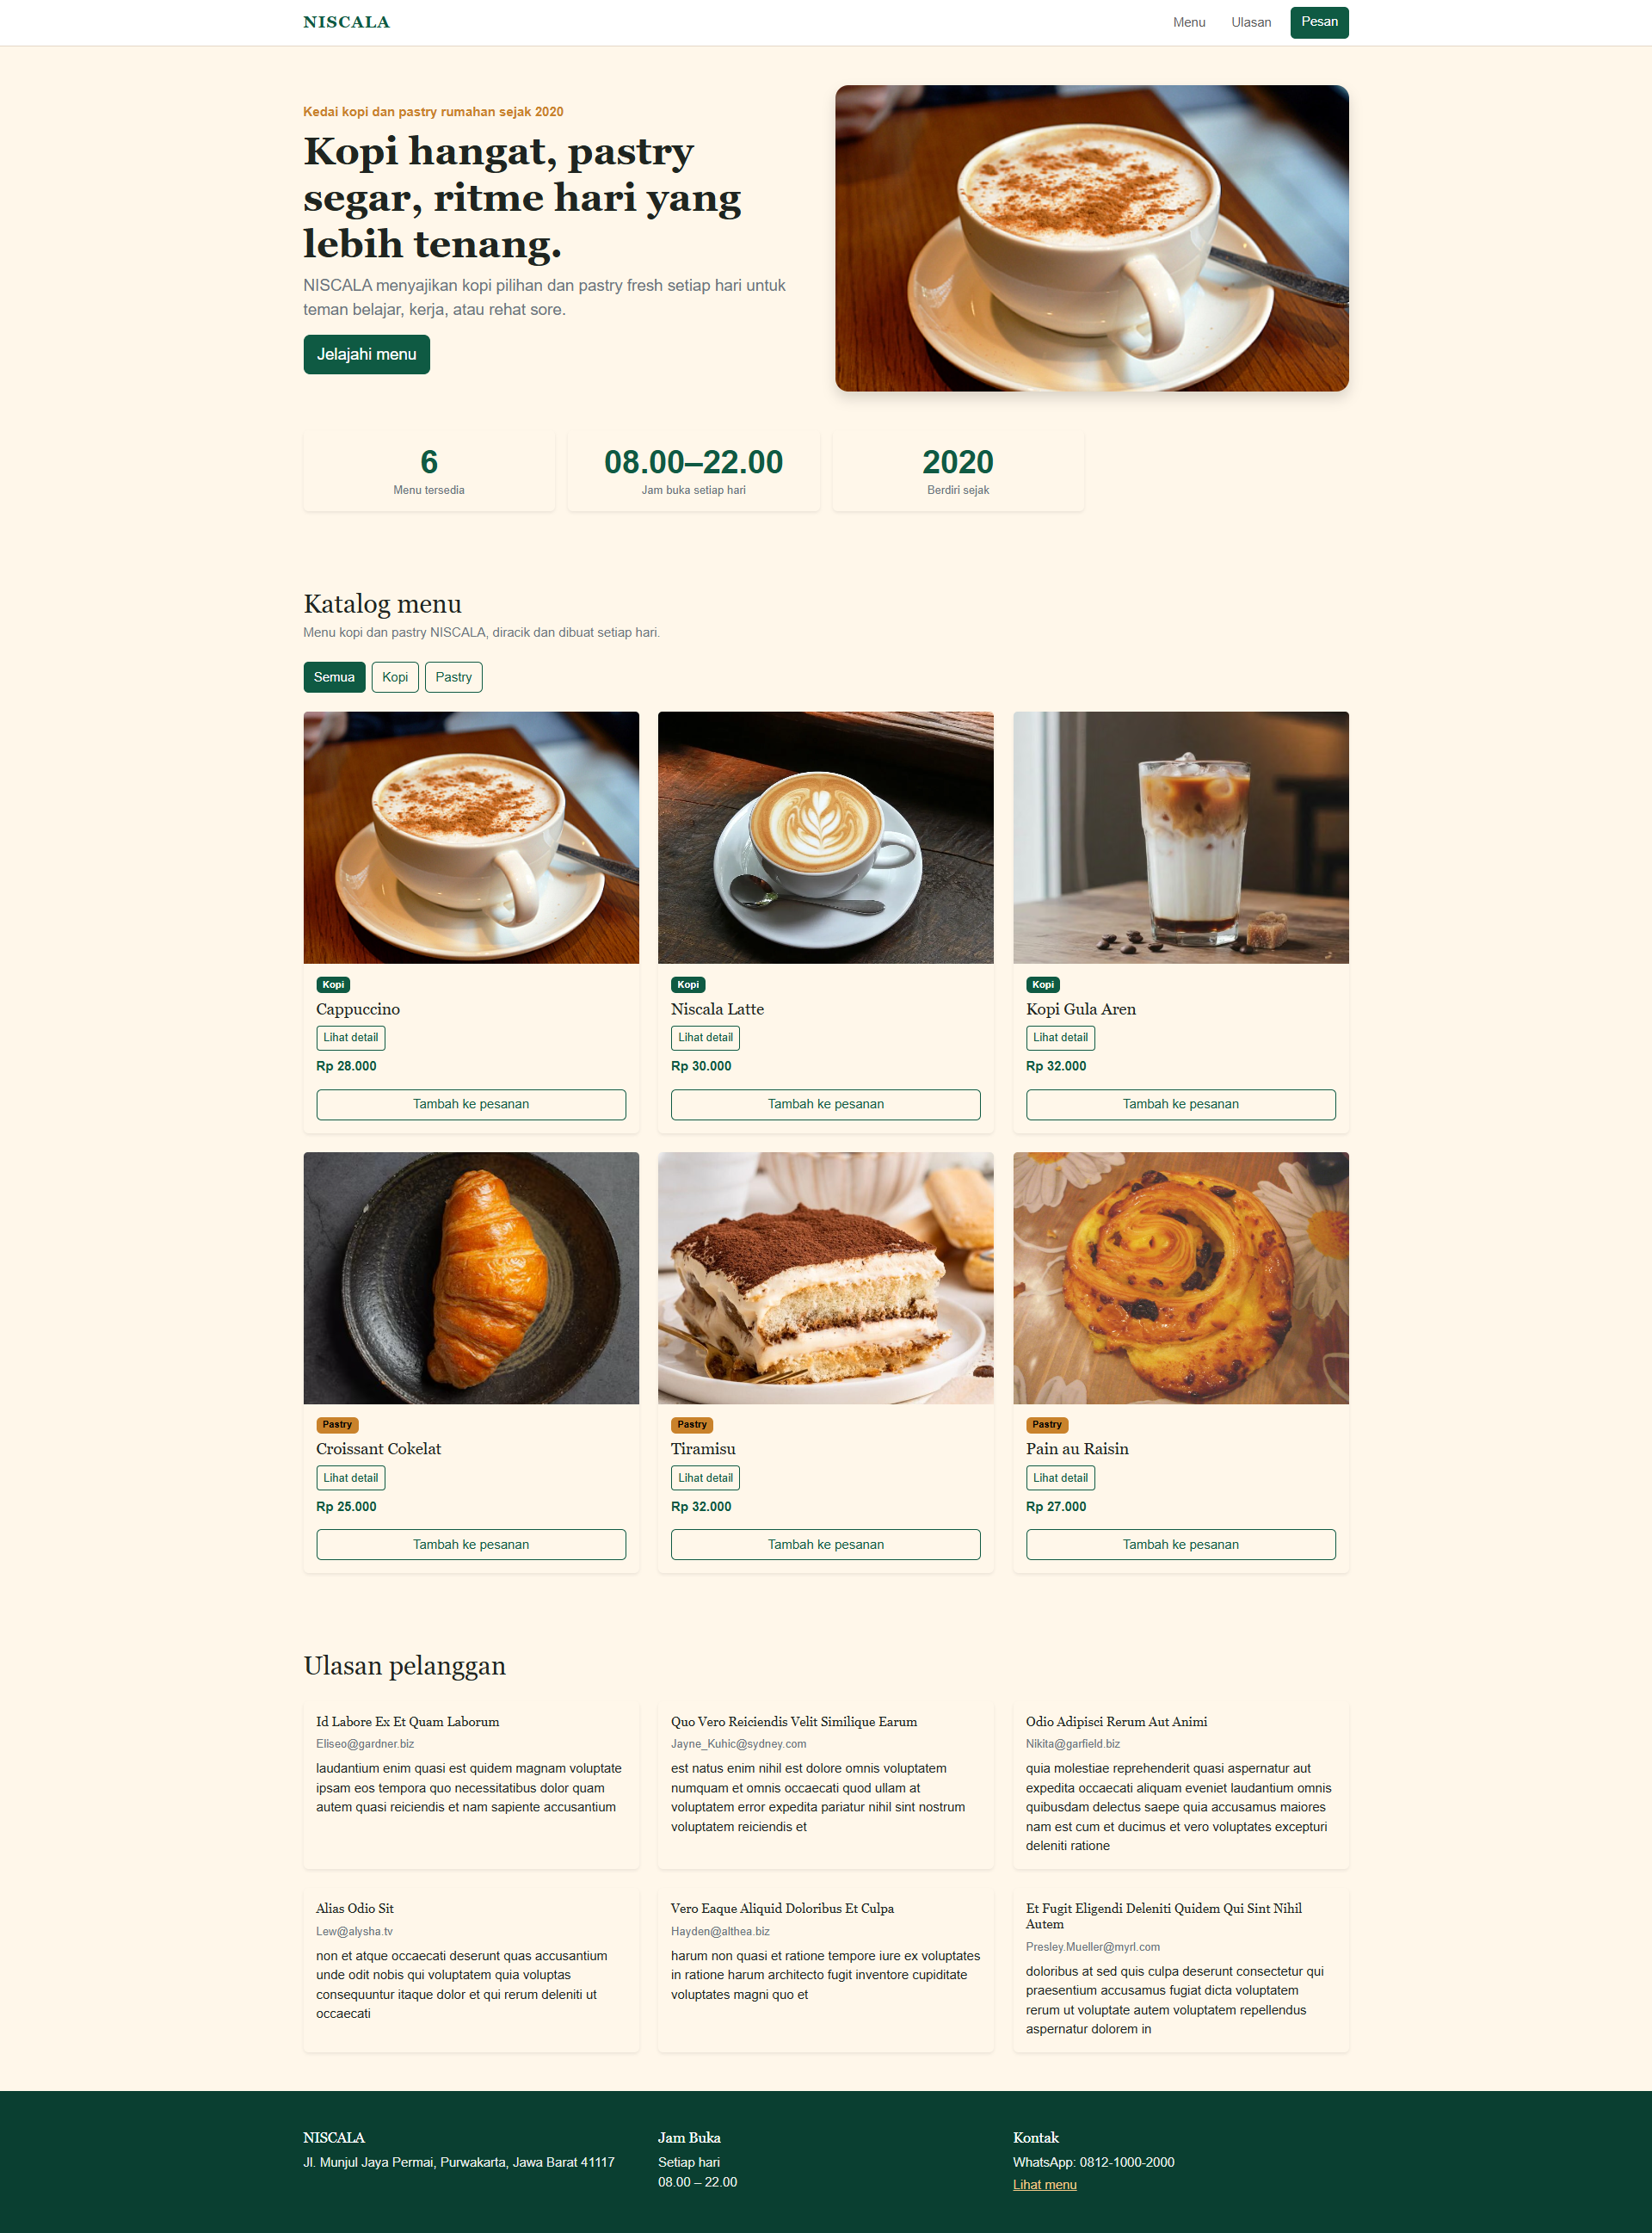 NISCALA
Menu
Ulasan
Pesan
Kedai kopi dan pastry rumahan sejak 2020
Kopi hangat, pastry
segar, ritme hari yang
lebih tenang.
NISCALA menyajikan kopi pilihan dan pastry fresh setiap hari untuk
teman belajar, kerja, atau rehat sore.
Jelajahi menu
6
Menu tersedia
08.00–22.00
Jam buka setiap hari
2020
Berdiri sejak
Katalog menu
Menu kopi dan pastry NISCALA, diracik dan dibuat setiap hari.
Semua
Kopi
Pastry
Kopi
Cappuccino
Lihat detail
Rp 28.000
Tambah ke pesanan
Kopi
Niscala Latte
Lihat detail
Rp 30.000
Tambah ke pesanan
Kopi
Kopi Gula Aren
Lihat detail
Rp 32.000
Tambah ke pesanan
Pastry
Croissant Cokelat
Lihat detail
Rp 25.000
Tambah ke pesanan
Pastry
Tiramisu
Lihat detail
Rp 32.000
Tambah ke pesanan
Pastry
Pain au Raisin
Lihat detail
Rp 27.000
Tambah ke pesanan
Ulasan pelanggan
Id Labore Ex Et Quam Laborum
Eliseo@gardner.biz
laudantium enim quasi est quidem magnam voluptate
ipsam eos tempora quo necessitatibus dolor quam
autem quasi reiciendis et nam sapiente accusantium
Quo Vero Reiciendis Velit Similique Earum
Jayne_Kuhic@sydney.com
est natus enim nihil est dolore omnis voluptatem
numquam et omnis occaecati quod ullam at
voluptatem error expedita pariatur nihil sint nostrum
voluptatem reiciendis et
Odio Adipisci Rerum Aut Animi
Nikita@garfield.biz
quia molestiae reprehenderit quasi aspernatur aut
expedita occaecati aliquam eveniet laudantium omnis
quibusdam delectus saepe quia accusamus maiores
nam est cum et ducimus et vero voluptates excepturi
deleniti ratione
Alias Odio Sit
Lew@alysha.tv
non et atque occaecati deserunt quas accusantium
unde odit nobis qui voluptatem quia voluptas
consequuntur itaque dolor et qui rerum deleniti ut
occaecati
Vero Eaque Aliquid Doloribus Et Culpa
Hayden@althea.biz
harum non quasi et ratione tempore iure ex voluptates
in ratione harum architecto fugit inventore cupiditate
voluptates magni quo et
Et Fugit Eligendi Deleniti Quidem Qui Sint Nihil
Autem
Presley.Mueller@myrl.com
doloribus at sed quis culpa deserunt consectetur qui
praesentium accusamus fugiat dicta voluptatem
rerum ut voluptate autem voluptatem repellendus
aspernatur dolorem in
NISCALA
Jl. Munjul Jaya Permai, Purwakarta, Jawa Barat 41117
Jam Buka
Setiap hari
08.00 – 22.00
Kontak
WhatsApp: 0812-1000-2000
Lihat menu